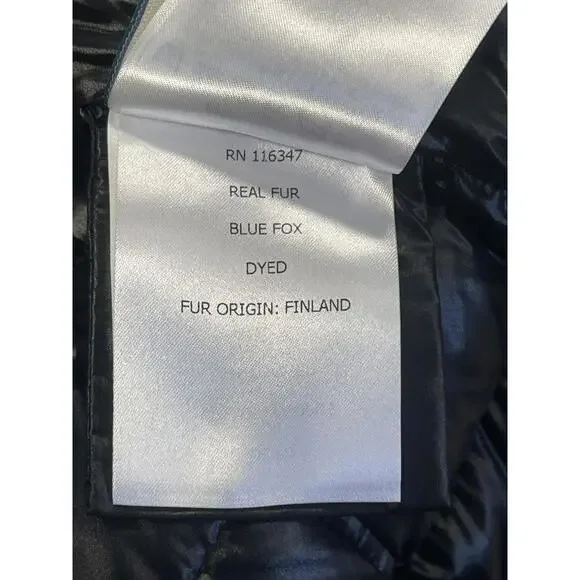 RN 116347
REAL FUR
BLUE FOX
DYED
FUR ORIGIN: FINLAND